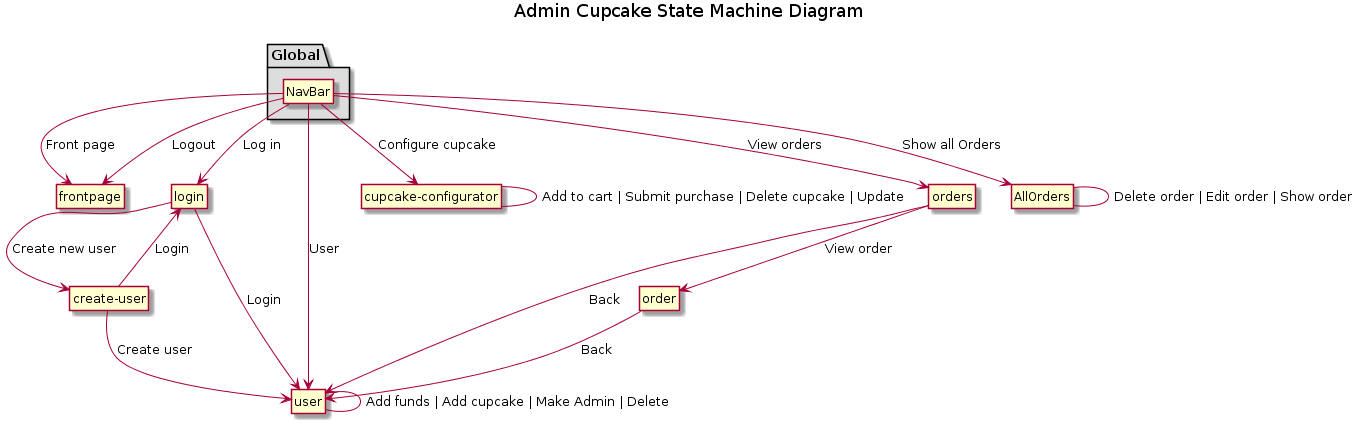 Admin Cupcake State Machine Diagram
Global
NavBar
Front page
Logout
Log in
Configure cupcake
View orders
Show all Orders
frontpage
login
cupcake-configurator
Add to cart | Submit purchase | Delete cupcake | Update
orders
AllOrders
Delete order | Edit order | Show order
Create new user
Login
User
View order
create-user
Login
Back
order
Create user
Back
user
Add funds | Add cupcake | Make Admin | Delete